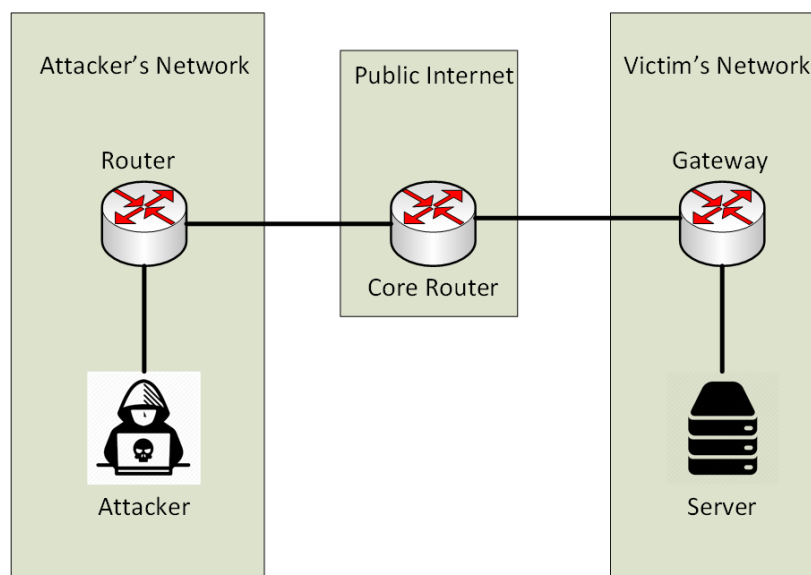 Attacker's Network
Public Internet
Victim's Network
Router
Gateway
Core Router
Attacker
Server